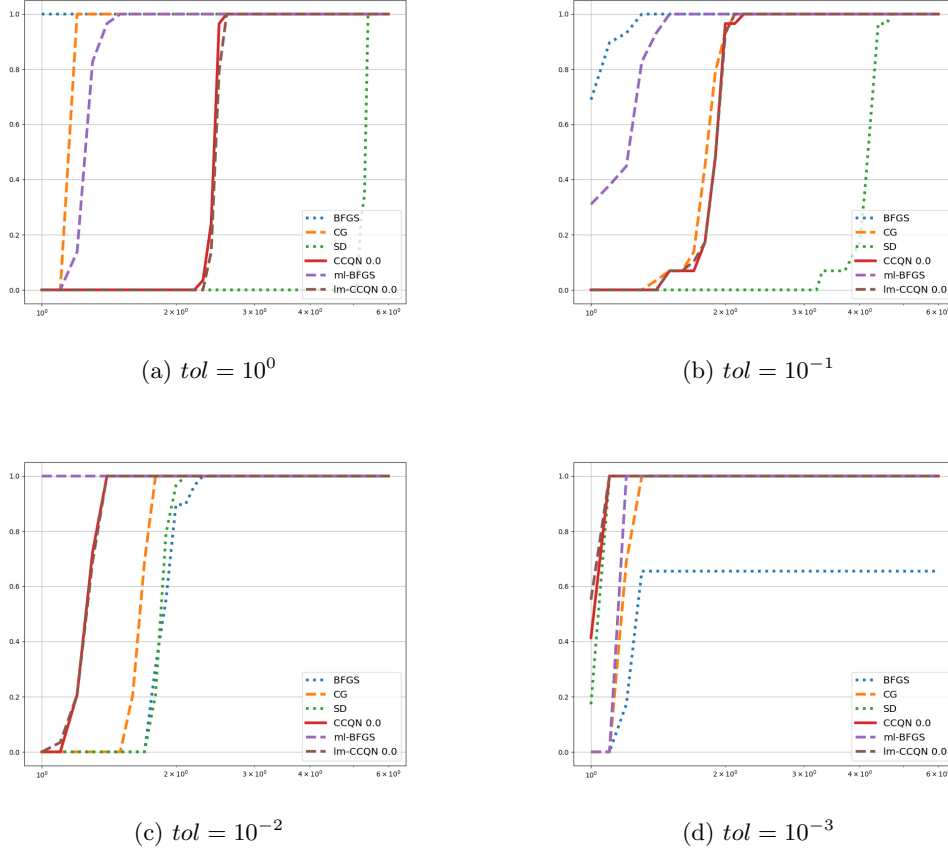 1.0
0.8
0.6
0.4
0.2
0.0
BFGS
CG
SD
CCQN 0.0
ml-BFGS
lm-CCQN 0.0
10⁰ 2 × 10⁰ 3 × 10⁰ 4 × 10⁰ 6 × 10⁰
(a) tol = 10⁰
1.0
0.8
0.6
0.4
0.2
0.0
BFGS
CG
SD
CCQN 0.0
ml-BFGS
lm-CCQN 0.0
10⁰ 2 × 10⁰ 3 × 10⁰ 4 × 10⁰ 6 × 10
(b) tol = 10⁻¹
1.0
0.8
0.6
0.4
0.2
0.0
BFGS
CG
SD
CCQN 0.0
ml-BFGS
lm-CCQN 0.0
10⁰ 2 × 10⁰ 3 × 10⁰ 4 × 10⁰ 6 × 10⁰
(c) tol = 10⁻²
1.0
0.8
0.6
0.4
0.2
0.0
BFGS
CG
SD
CCQN 0.0
ml-BFGS
lm-CCQN 0.0
10⁰ 2 × 10⁰ 3 × 10⁰ 4 × 10⁰ 6 × 10
(d) tol = 10⁻³